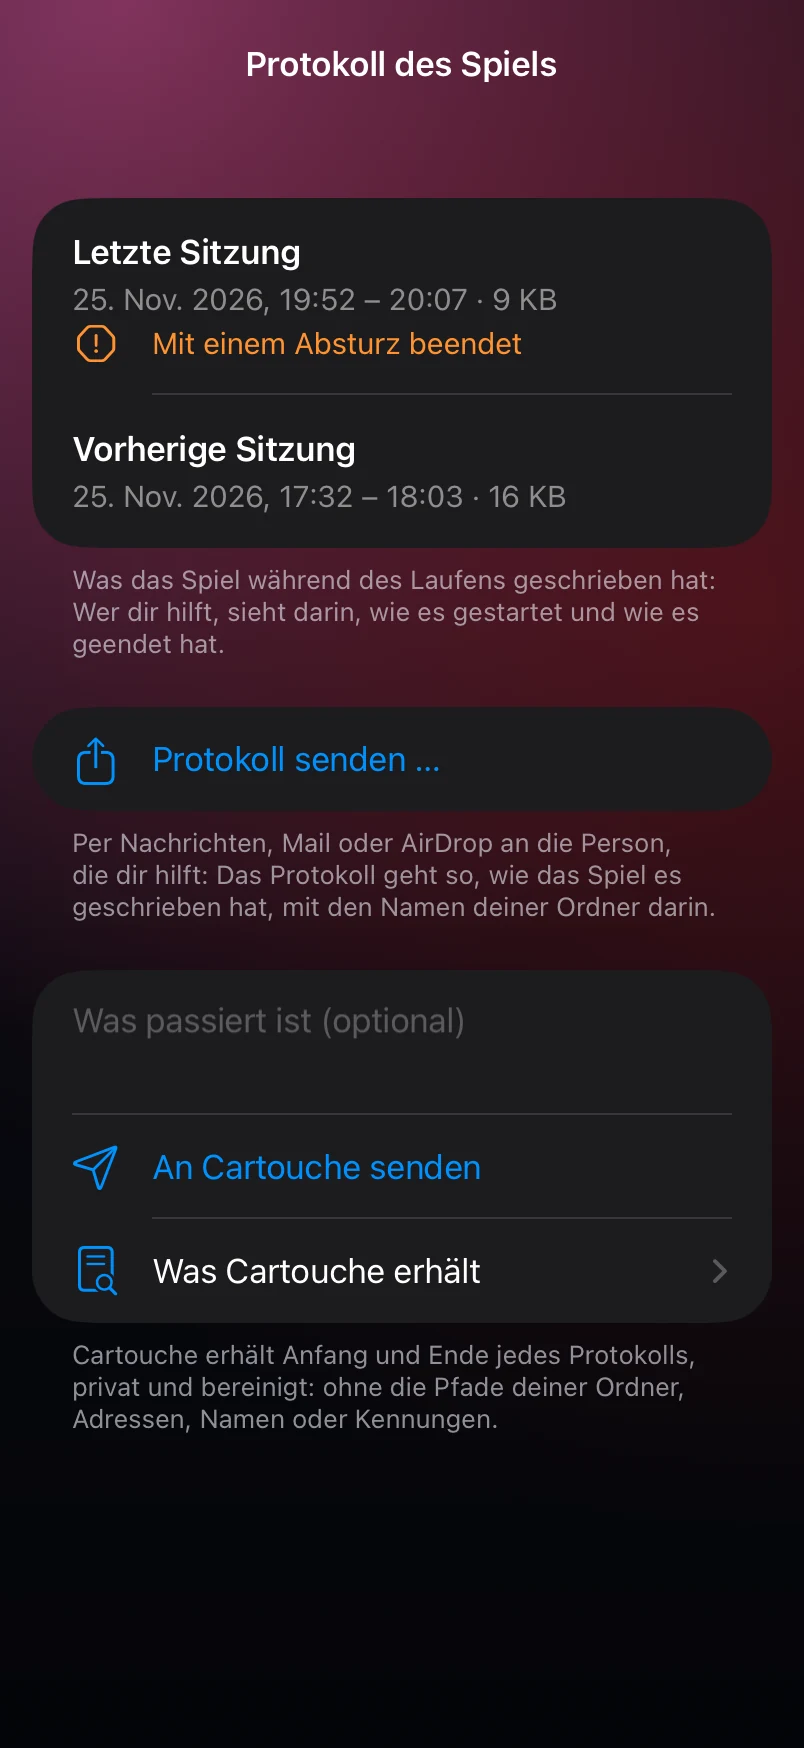 Protokoll des Spiels
Letzte Sitzung
25. Nov. 2026, 19:52 – 20:07 · 9 KB
Mit einem Absturz beendet
Vorherige Sitzung
25. Nov. 2026, 17:32 – 18:03 · 16 KB
Was das Spiel während des Laufens geschrieben hat:
Wer dir hilft, sieht darin, wie es gestartet und wie es
geendet hat.
Protokoll senden ...
Per Nachrichten, Mail oder AirDrop an die Person,
die dir hilft: Das Protokoll geht so, wie das Spiel es
geschrieben hat, mit den Namen deiner Ordner darin.
Was passiert ist (optional)
An Cartouche senden
Was Cartouche erhält
Cartouche erhält Anfang und Ende jedes Protokolls,
privat und bereinigt: ohne die Pfade deiner Ordner,
Adressen, Namen oder Kennungen.